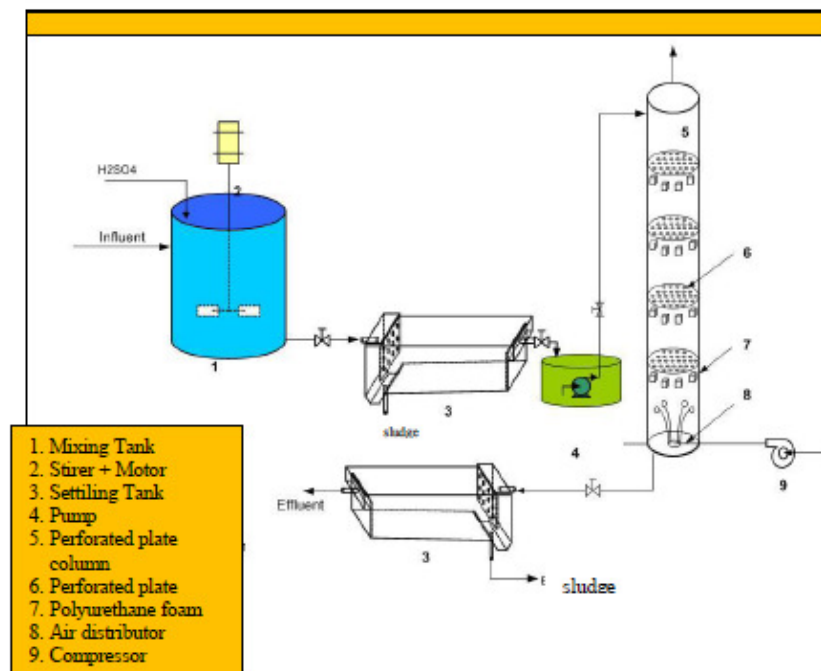 H2SO4
2
Influent
1
5
6
7
8
9
3
sludge
4
Effluent
3
E
sludge
1. Mixing Tank
2. Stirer + Motor
3. Settiling Tank
4. Pump
5. Perforated plate
column
6. Perforated plate
7. Polyurethane foam
8. Air distributor
9. Compressor